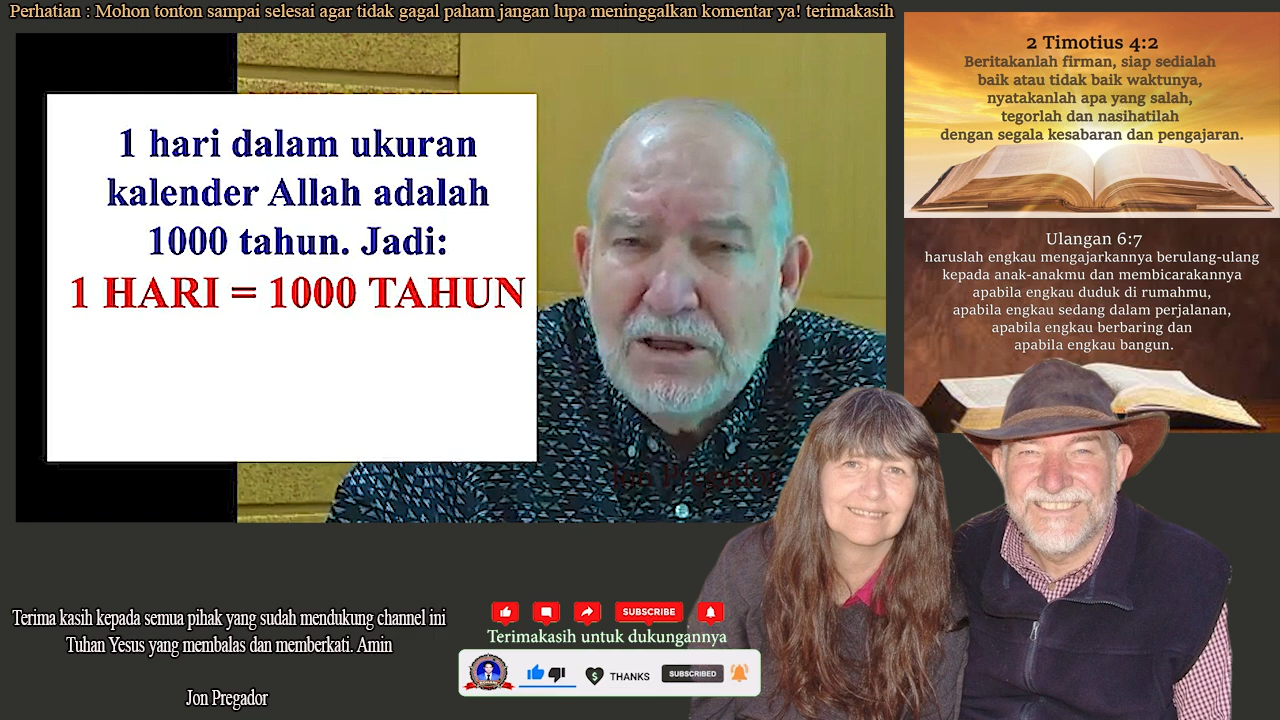 Perhatian : Mohon tonton sampai selesai agar tidak gagal paham jangan lupa meninggalkan komentar ya! terimakasih
1 hari dalam ukuran
kalender Allah adalah
1000 tahun. Jadi:
1 HARI = 1000 TAHUN
Jon Pregador
2 Timotius 4:2
Beritakanlah firman, siap sedialah
baik atau tidak baik waktunya,
nyatakanlah apa yang salah,
tegorlah dan nasihatilah
dengan segala kesabaran dan pengajaran.
Ulangan 6:7
haruslah engkau mengajarkannya berulang-ulang
kepada anak-anakmu dan membicarakannya
apabila engkau duduk di rumahmu,
apabila engkau sedang dalam perjalanan,
apabila engkau berbaring dan
apabila engkau bangun.
Terima kasih kepada semua pihak yang sudah mendukung channel ini
Tuhan Yesus yang membalas dan memberkati. Amin
Jon Pregador
SUBSCRIBE
Terimakasih untuk dukungannya
THANKS
SUBSCRIBED